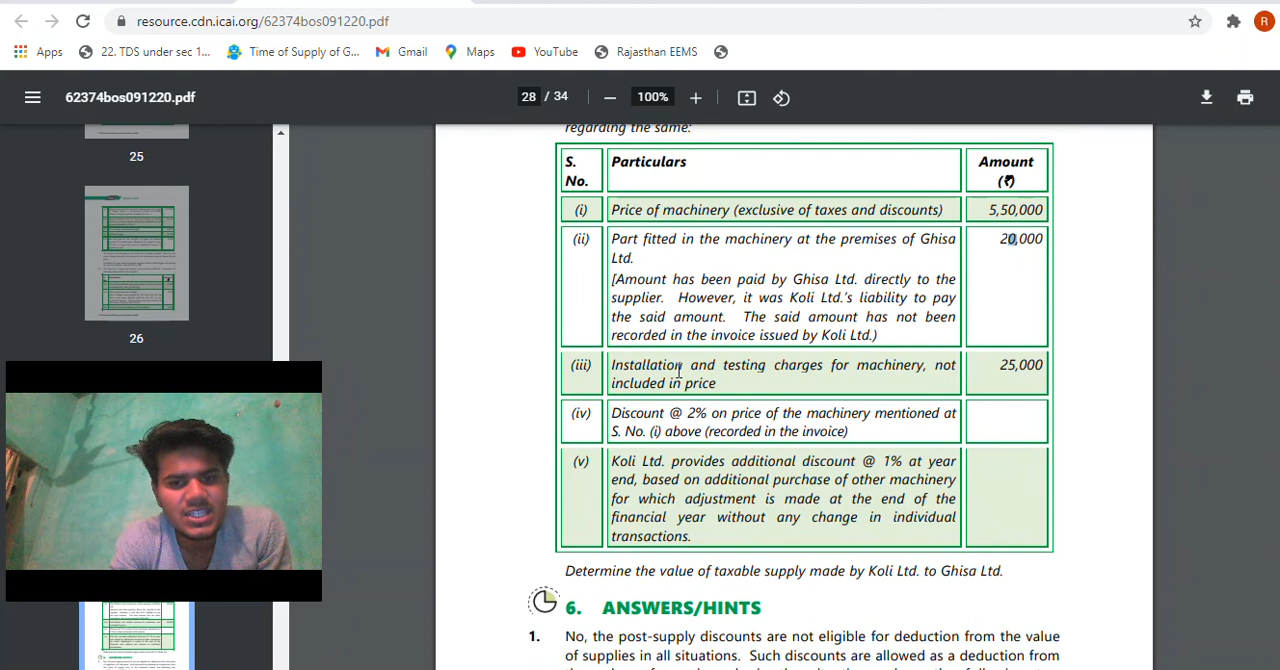 resource.cdn.icai.org/62374bos091220.pdf
R
Apps 22. TDS under sec 1... Time of Supply of G... Gmail Maps YouTube Rajasthan EEMS
62374bos091220.pdf 28 / 34 100%
25
26
regarding the same:
S. No. Particulars Amount (₹)
(i) Price of machinery (exclusive of taxes and discounts) 5,50,000
(ii) Part fitted in the machinery at the premises of Ghisa 20,000
Ltd.
[Amount has been paid by Ghisa Ltd. directly to the
supplier. However, it was Koli Ltd.'s liability to pay
the said amount. The said amount has not been
recorded in the invoice issued by Koli Ltd.)
(iii) Installation and testing charges for machinery, not 25,000
included in price
(iv) Discount @ 2% on price of the machinery mentioned at
S. No. (i) above (recorded in the invoice)
(v) Koli Ltd. provides additional discount @ 1% at year
end, based on additional purchase of other machinery
for which adjustment is made at the end of the
financial year without any change in individual
transactions.
Determine the value of taxable supply made by Koli Ltd. to Ghisa Ltd.
6. ANSWERS/HINTS
1. No, the post-supply discounts are not eligible for deduction from the value
of supplies in all situations. Such discounts are allowed as a deduction from